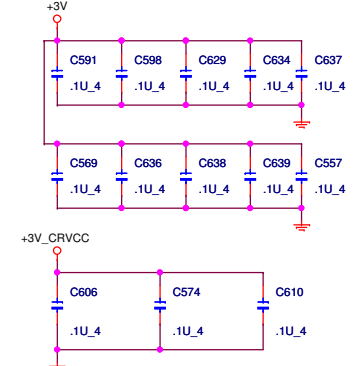 +3V
C591 C598 C629 C634 C637
.1U_4 .1U_4 .1U_4 .1U_4 .1U_4
C569 C636 C638 C639 C557
.1U_4 .1U_4 .1U_4 .1U_4 .1U_4
+3V_CRVCC
C606 C574 C610
.1U_4 .1U_4 .1U_4